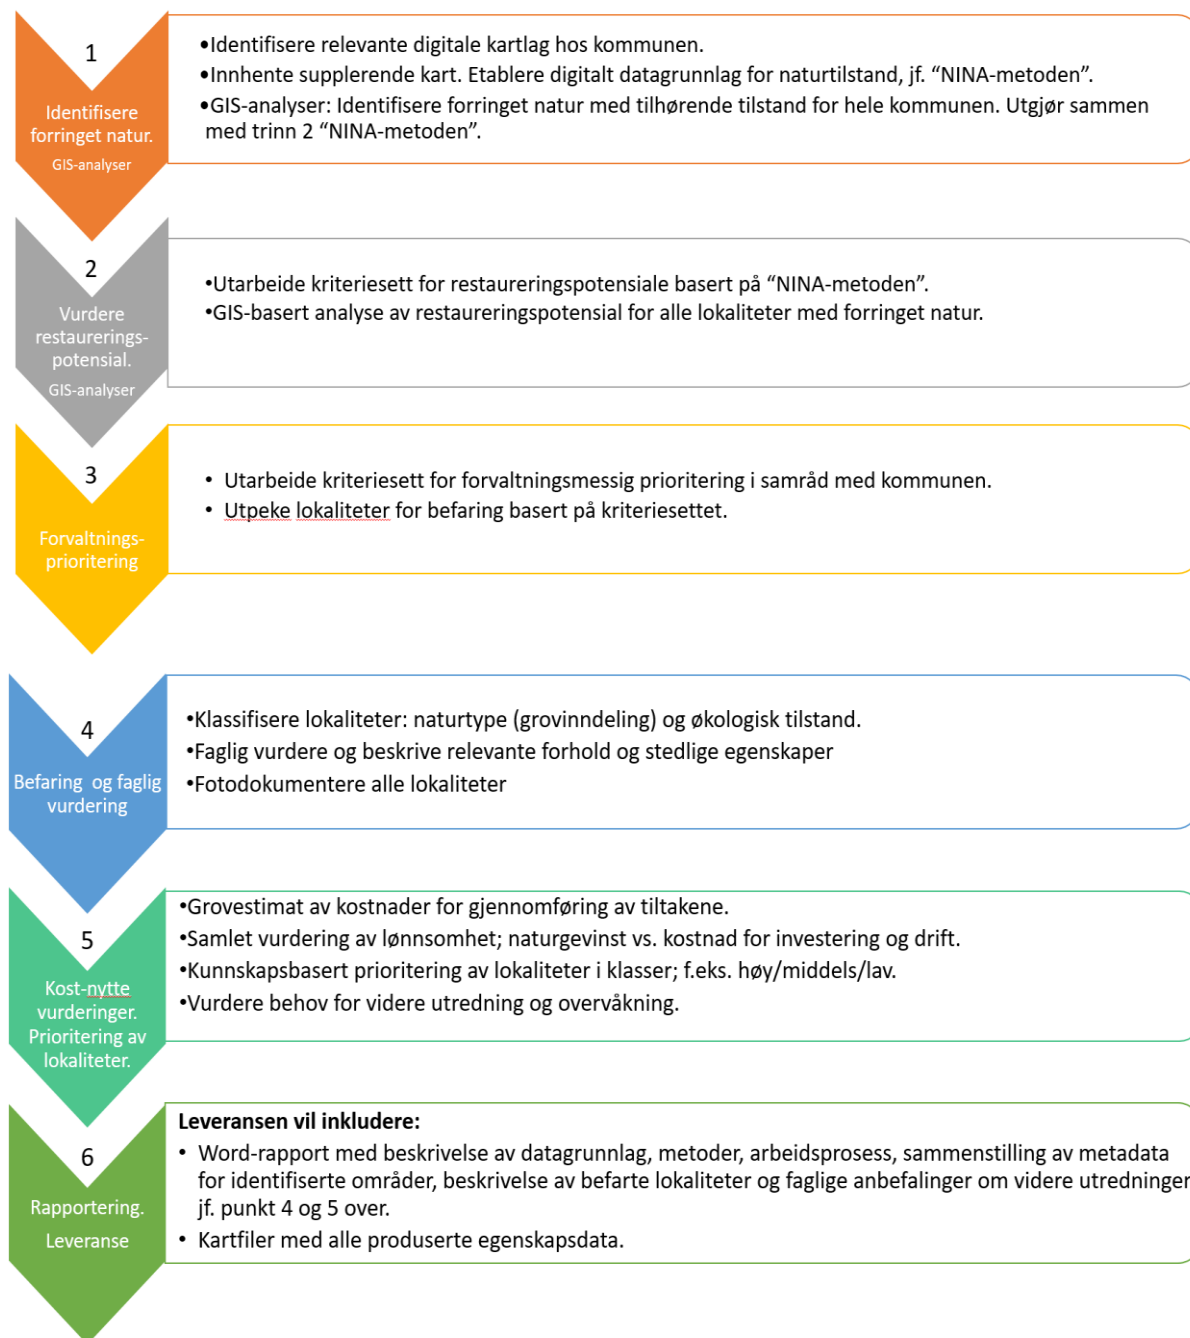 1
Identifisere
forringet natur.
GIS-analyser
•Identifisere relevante digitale kartlag hos kommunen.
•Innhente supplerende kart. Etablere digitalt datagrunnlag for naturtilstand, jf. “NINA-metoden”.
•GIS-analyser: Identifisere forringet natur med tilhørende tilstand for hele kommunen. Utgjør sammen
med trinn 2 “NINA-metoden”.
2
Vurdere
restaurerings-
potensial.
GIS-analyser
•Utarbeide kriteriesett for restaureringspotensiale basert på “NINA-metoden”.
•GIS-basert analyse av restaureringspotensial for alle lokaliteter med forringet natur.
3
Forvaltnings-
prioritering
• Utarbeide kriteriesett for forvaltningsmessig prioritering i samråd med kommunen.
• Utpeke lokaliteter for befaring basert på kriteriesettet.
4
Befaring og faglig
vurdering
•Klassifisere lokaliteter: naturtype (grovinndeling) og økologisk tilstand.
•Faglig vurdere og beskrive relevante forhold og stedlige egenskaper
•Fotodokumentere alle lokaliteter
5
Kost-nytte
vurderinger.
Prioritering av
lokaliteter.
•Grovestimat av kostnader for gjennomføring av tiltakene.
•Samlet vurdering av lønnsomhet; naturgevinst vs. kostnad for investering og drift.
•Kunnskapsbasert prioritering av lokaliteter i klasser; f.eks. høy/middels/lav.
•Vurdere behov for videre utredning og overvåkning.
6
Rapportering.
Leveranse
Leveransen vil inkludere:
• Word-rapport med beskrivelse av datagrunnlag, metoder, arbeidsprosess, sammenstilling av metadata
for identifiserte områder, beskrivelse av befarte lokaliteter og faglige anbefalinger om videre utredninger
jf. punkt 4 og 5 over.
• Kartfiler med alle produserte egenskapsdata.